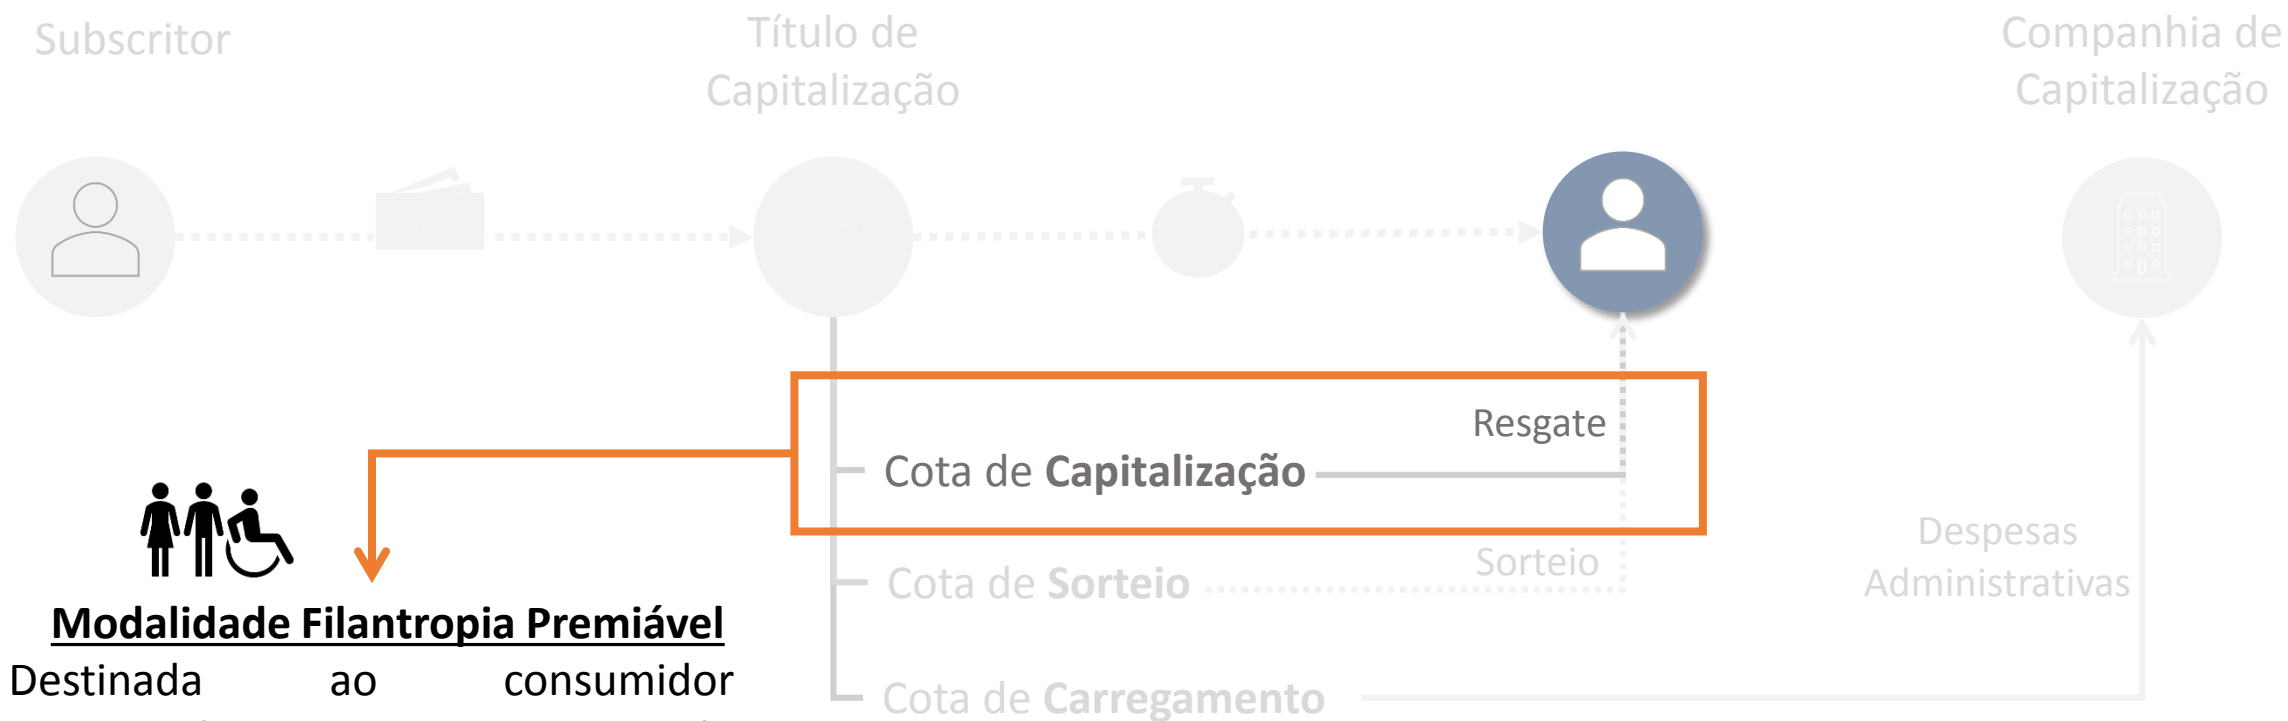 Subscritor
Título de
Capitalização
Companhia de
Capitalização
Resgate
Cota de Capitalização
Sorteio
Cota de Sorteio
Despesas
Administrativas
Modalidade Filantropia Premiável
Destinada ao consumidor
Cota de Carregamento